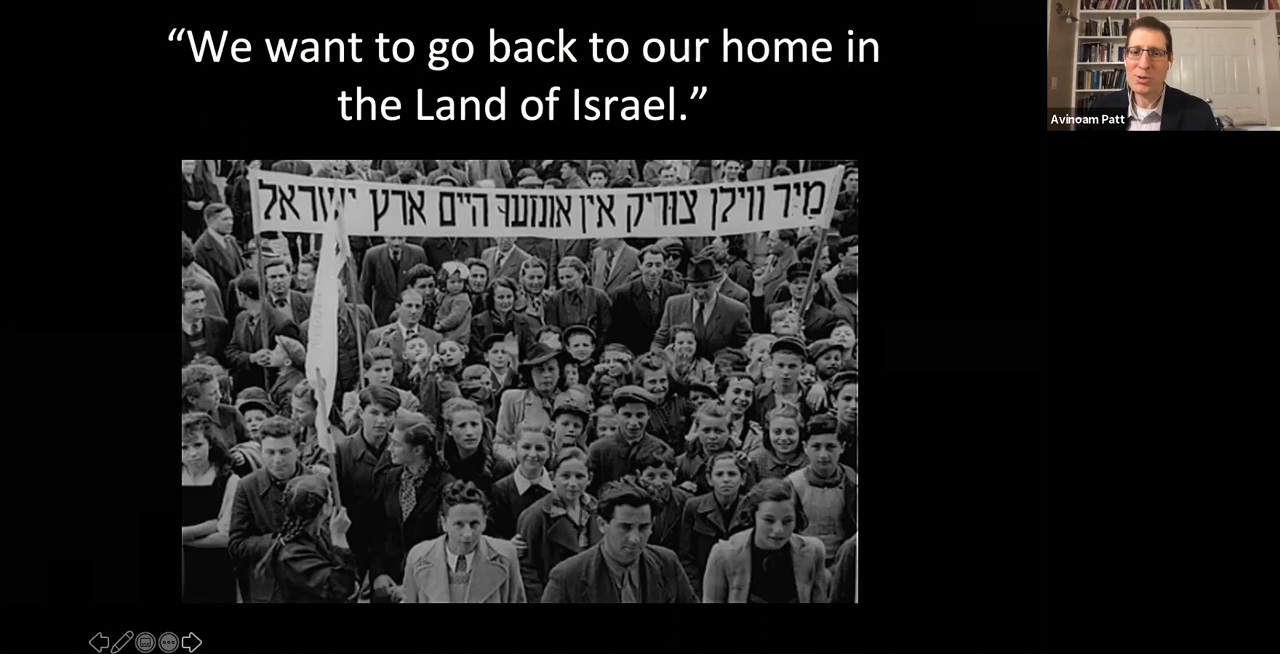 “We want to go back to our home in
the Land of Israel.”
Avinoam Patt
מיר ווילן צוריק אין אונזער היים ארץ ישראל